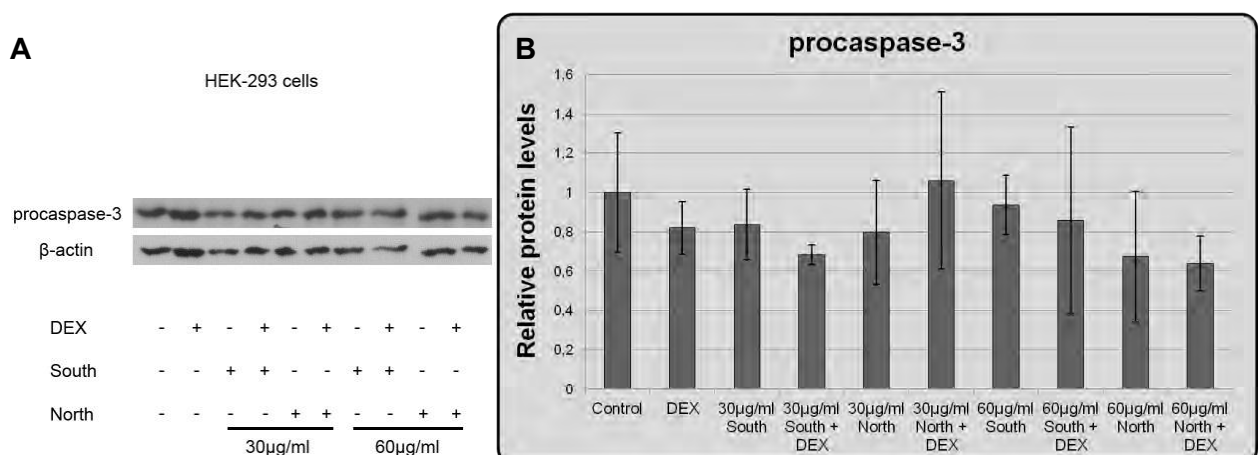 A
HEK-293 cells
procaspase-3
β-actin
DEX - + - + - + - + - +
South - - + + - - + + - -
North - - - - + + - - + +
30µg/ml 60µg/ml
B
procaspase-3
Relative protein levels
1,6
1,4
1,2
1
0,8
0,6
0,4
0,2
0
Control DEX 30µg/ml 30µg/ml 30µg/ml 30µg/ml 60µg/ml 60µg/ml 60µg/ml 60µg/ml
South South + North North + South South + North North +
DEX DEX DEX DEX